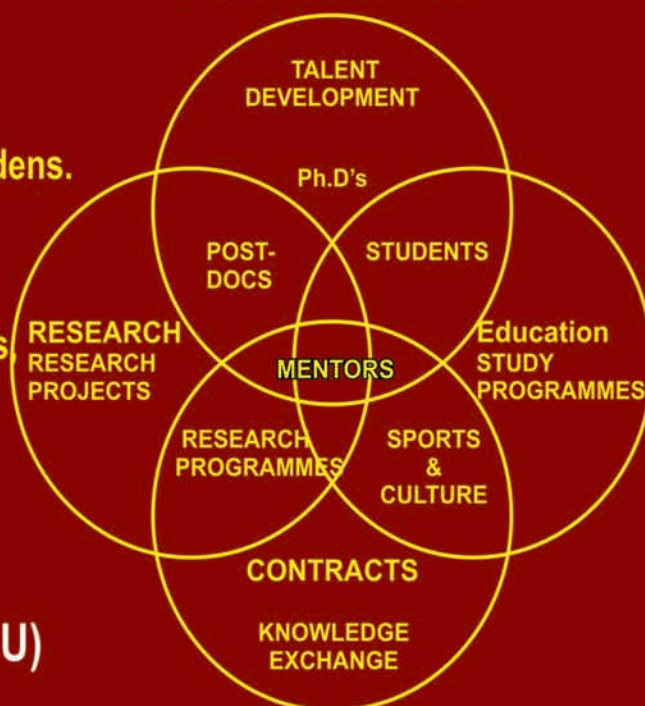 TALENT
DEVELOPMENT
dens.
Ph.D's
POST-
DOCS
STUDENTS
s,
RESEARCH
RESEARCH
PROJECTS
MENTORS
Education
STUDY
PROGRAMMES
RESEARCH
PROGRAMMES
SPORTS
&
CULTURE
CONTRACTS
KNOWLEDGE
EXCHANGE
U)